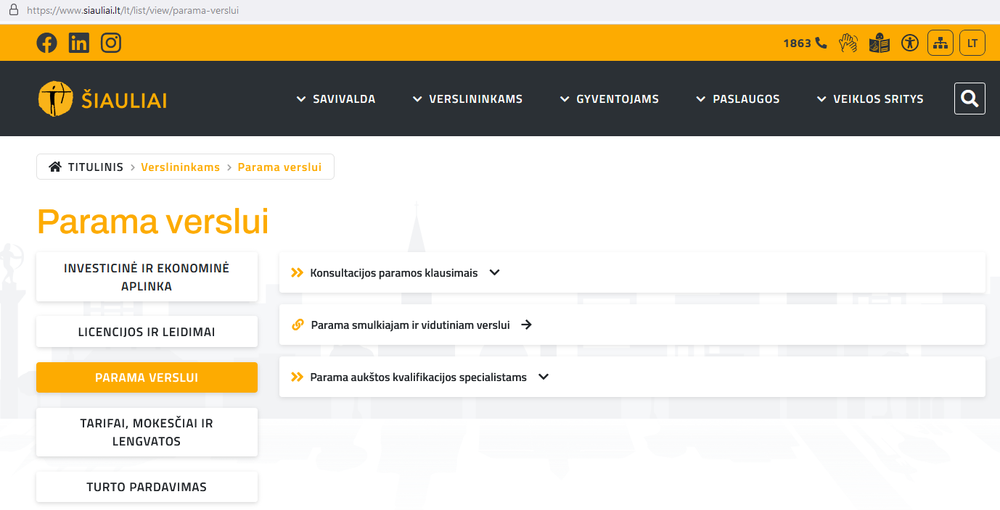 https://www.siauliai.lt/lt/list/view/parama-verslui
1863
LT
ŠIAULIAI
SAVIVALDA
VERSLININKAMS
GYVENTOJAMS
PASLAUGOS
VEIKLOS SRITYS
TITULINIS > Verslininkams > Parama verslui
Parama verslui
INVESTICINĖ IR EKONOMINĖ
APLINKA
LICENCIJOS IR LEIDIMAI
PARAMA VERSLUI
TARIFAI, MOKESČIAI IR
LENGVATOS
TURTO PARDAVIMAS
Konsultacijos paramos klausimais
Parama smulkiajam ir vidutiniam verslui
Parama aukštos kvalifikacijos specialistams